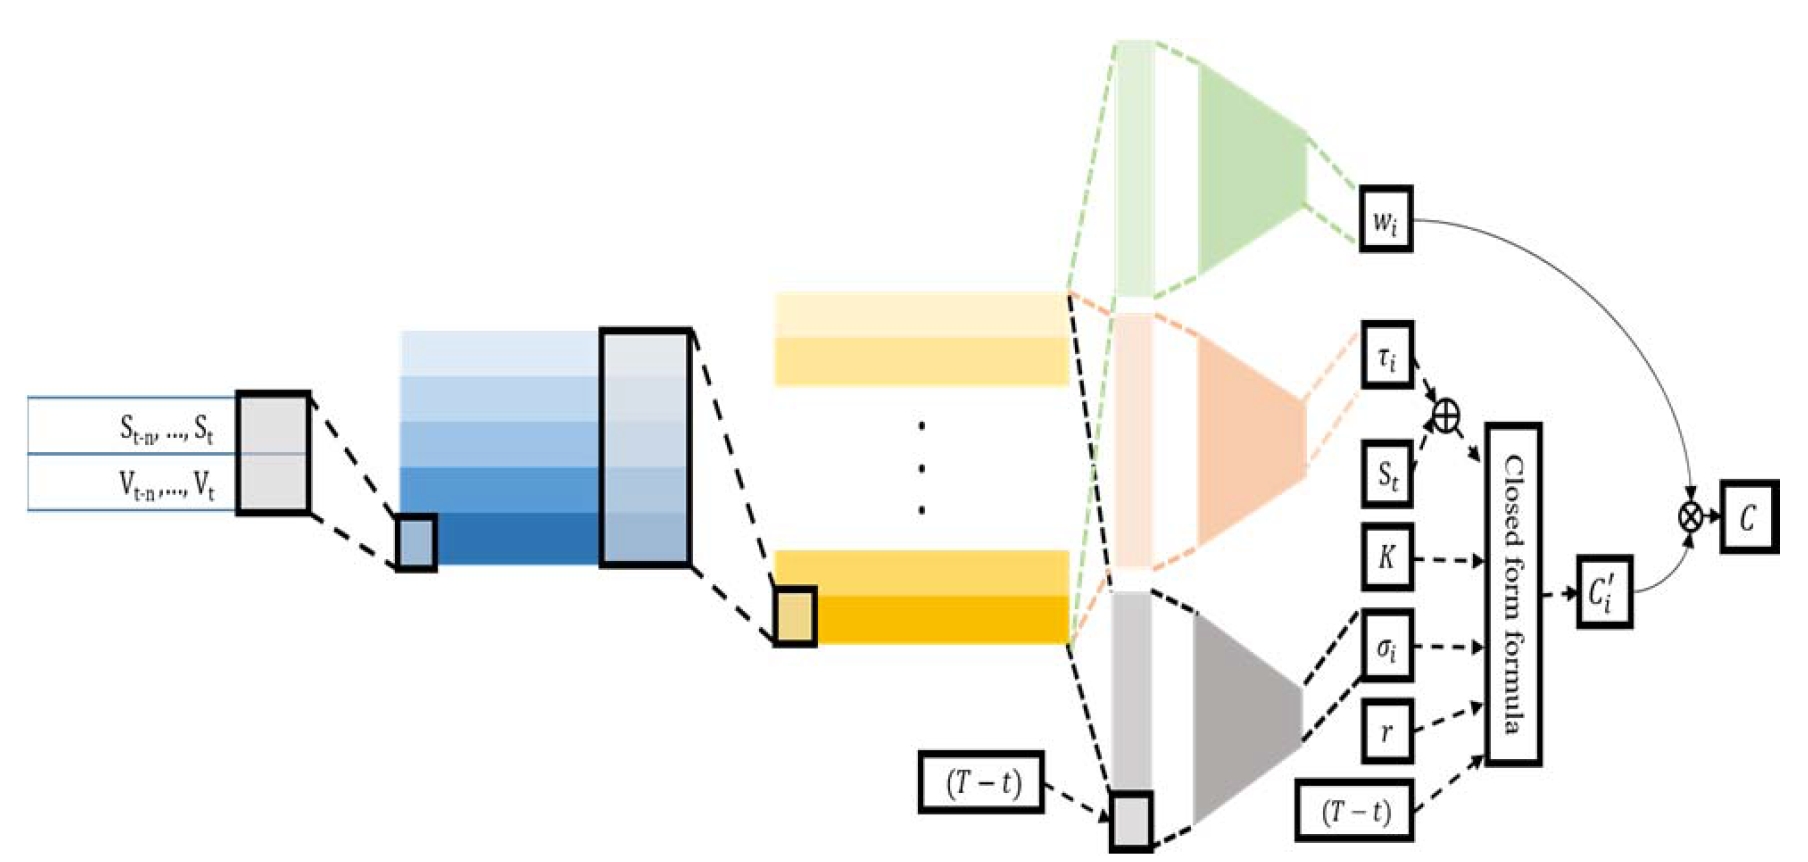 S_{t-n}, ..., S_t
V_{t-n}, ..., V_t
w_i
τ_i
S_t
K
σ_i
r
(T − t)
(T − t)
Closed form formula
C'_i
C